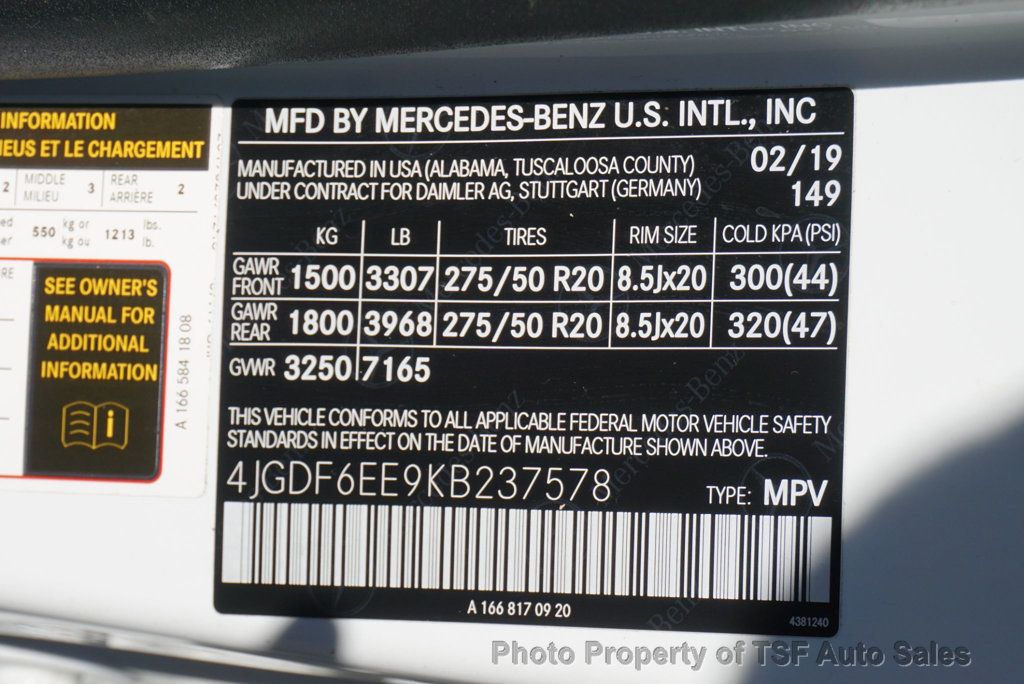 INFORMATION
NEUS ET LE CHARGEMENT
2 MIDDLE MILIEU 3 REAR ARRIÈRE 2
550 kg or kg ou 1213 lbs. lb.
SEE OWNER'S
MANUAL FOR
ADDITIONAL
INFORMATION
A 166 584 18 08
MFD BY MERCEDES-BENZ U.S. INTL., INC
MANUFACTURED IN USA (ALABAMA, TUSCALOOSA COUNTY) 02/19
UNDER CONTRACT FOR DAIMLER AG, STUTTGART (GERMANY) 149
KG LB TIRES RIM SIZE COLD KPA (PSI)
GAWR FRONT 1500 3307 275/50 R20 8.5Jx20 300(44)
GAWR REAR 1800 3968 275/50 R20 8.5Jx20 320(47)
GVWR 3250 7165
THIS VEHICLE CONFORMS TO ALL APPLICABLE FEDERAL MOTOR VEHICLE SAFETY
STANDARDS IN EFFECT ON THE DATE OF MANUFACTURE SHOWN ABOVE.
4JGDF6EE9KB237578 TYPE: MPV
A 166 817 09 20
4381240
Photo Property of TSF Auto Sales